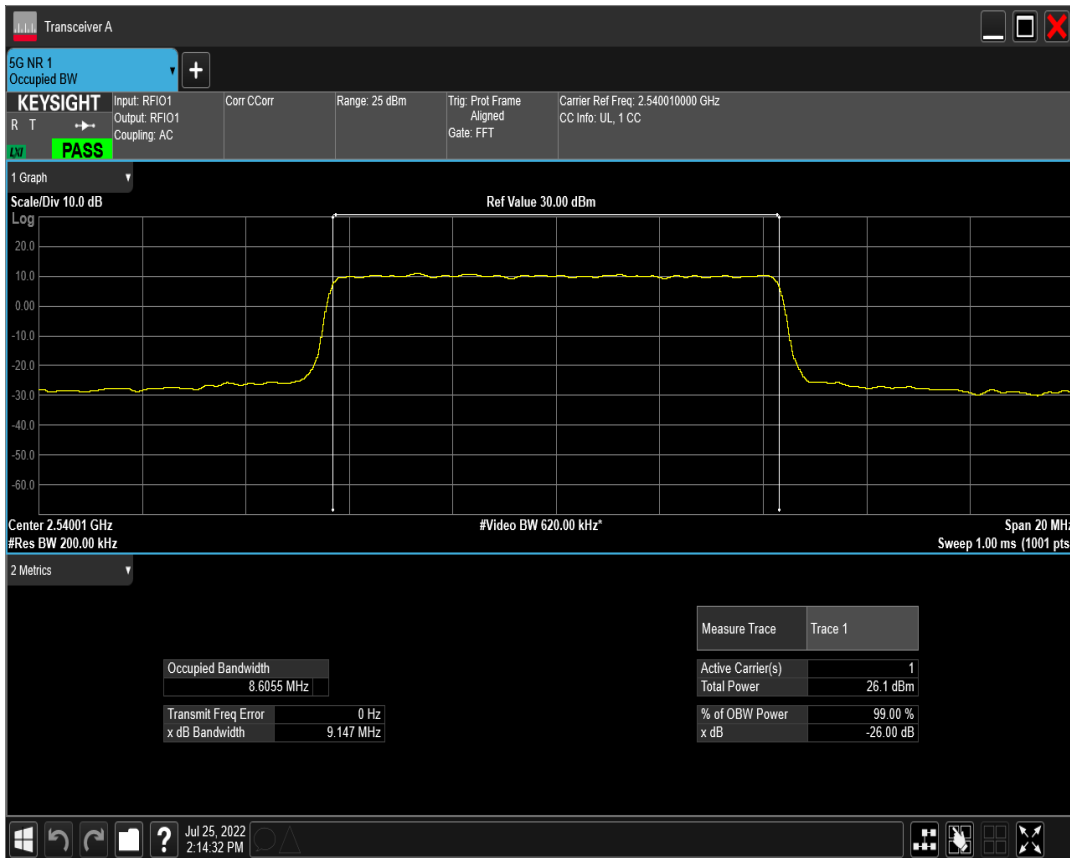 Transceiver A
5G NR 1
Occupied BW
+
KEYSIGHT
R T
LXI
PASS
Input: RFIO1
Output: RFIO1
Coupling: AC
Corr CCorr
Range: 25 dBm
Trig: Prot Frame
Aligned
Gate: FFT
Carrier Ref Freq: 2.540010000 GHz
CC Info: UL, 1 CC
1 Graph
Scale/Div 10.0 dB
Ref Value 30.00 dBm
Log
20.0
10.0
0.00
-10.0
-20.0
-30.0
-40.0
-50.0
-60.0
Center 2.54001 GHz
#Video BW 620.00 kHz*
Span 20 MHz
#Res BW 200.00 kHz
Sweep 1.00 ms (1001 pts
2 Metrics
Measure Trace Trace 1
Occupied Bandwidth
8.6055 MHz
Active Carrier(s) 1
Total Power 26.1 dBm
Transmit Freq Error 0 Hz
x dB Bandwidth 9.147 MHz
% of OBW Power 99.00 %
x dB -26.00 dB
?
Jul 25, 2022
2:14:32 PM